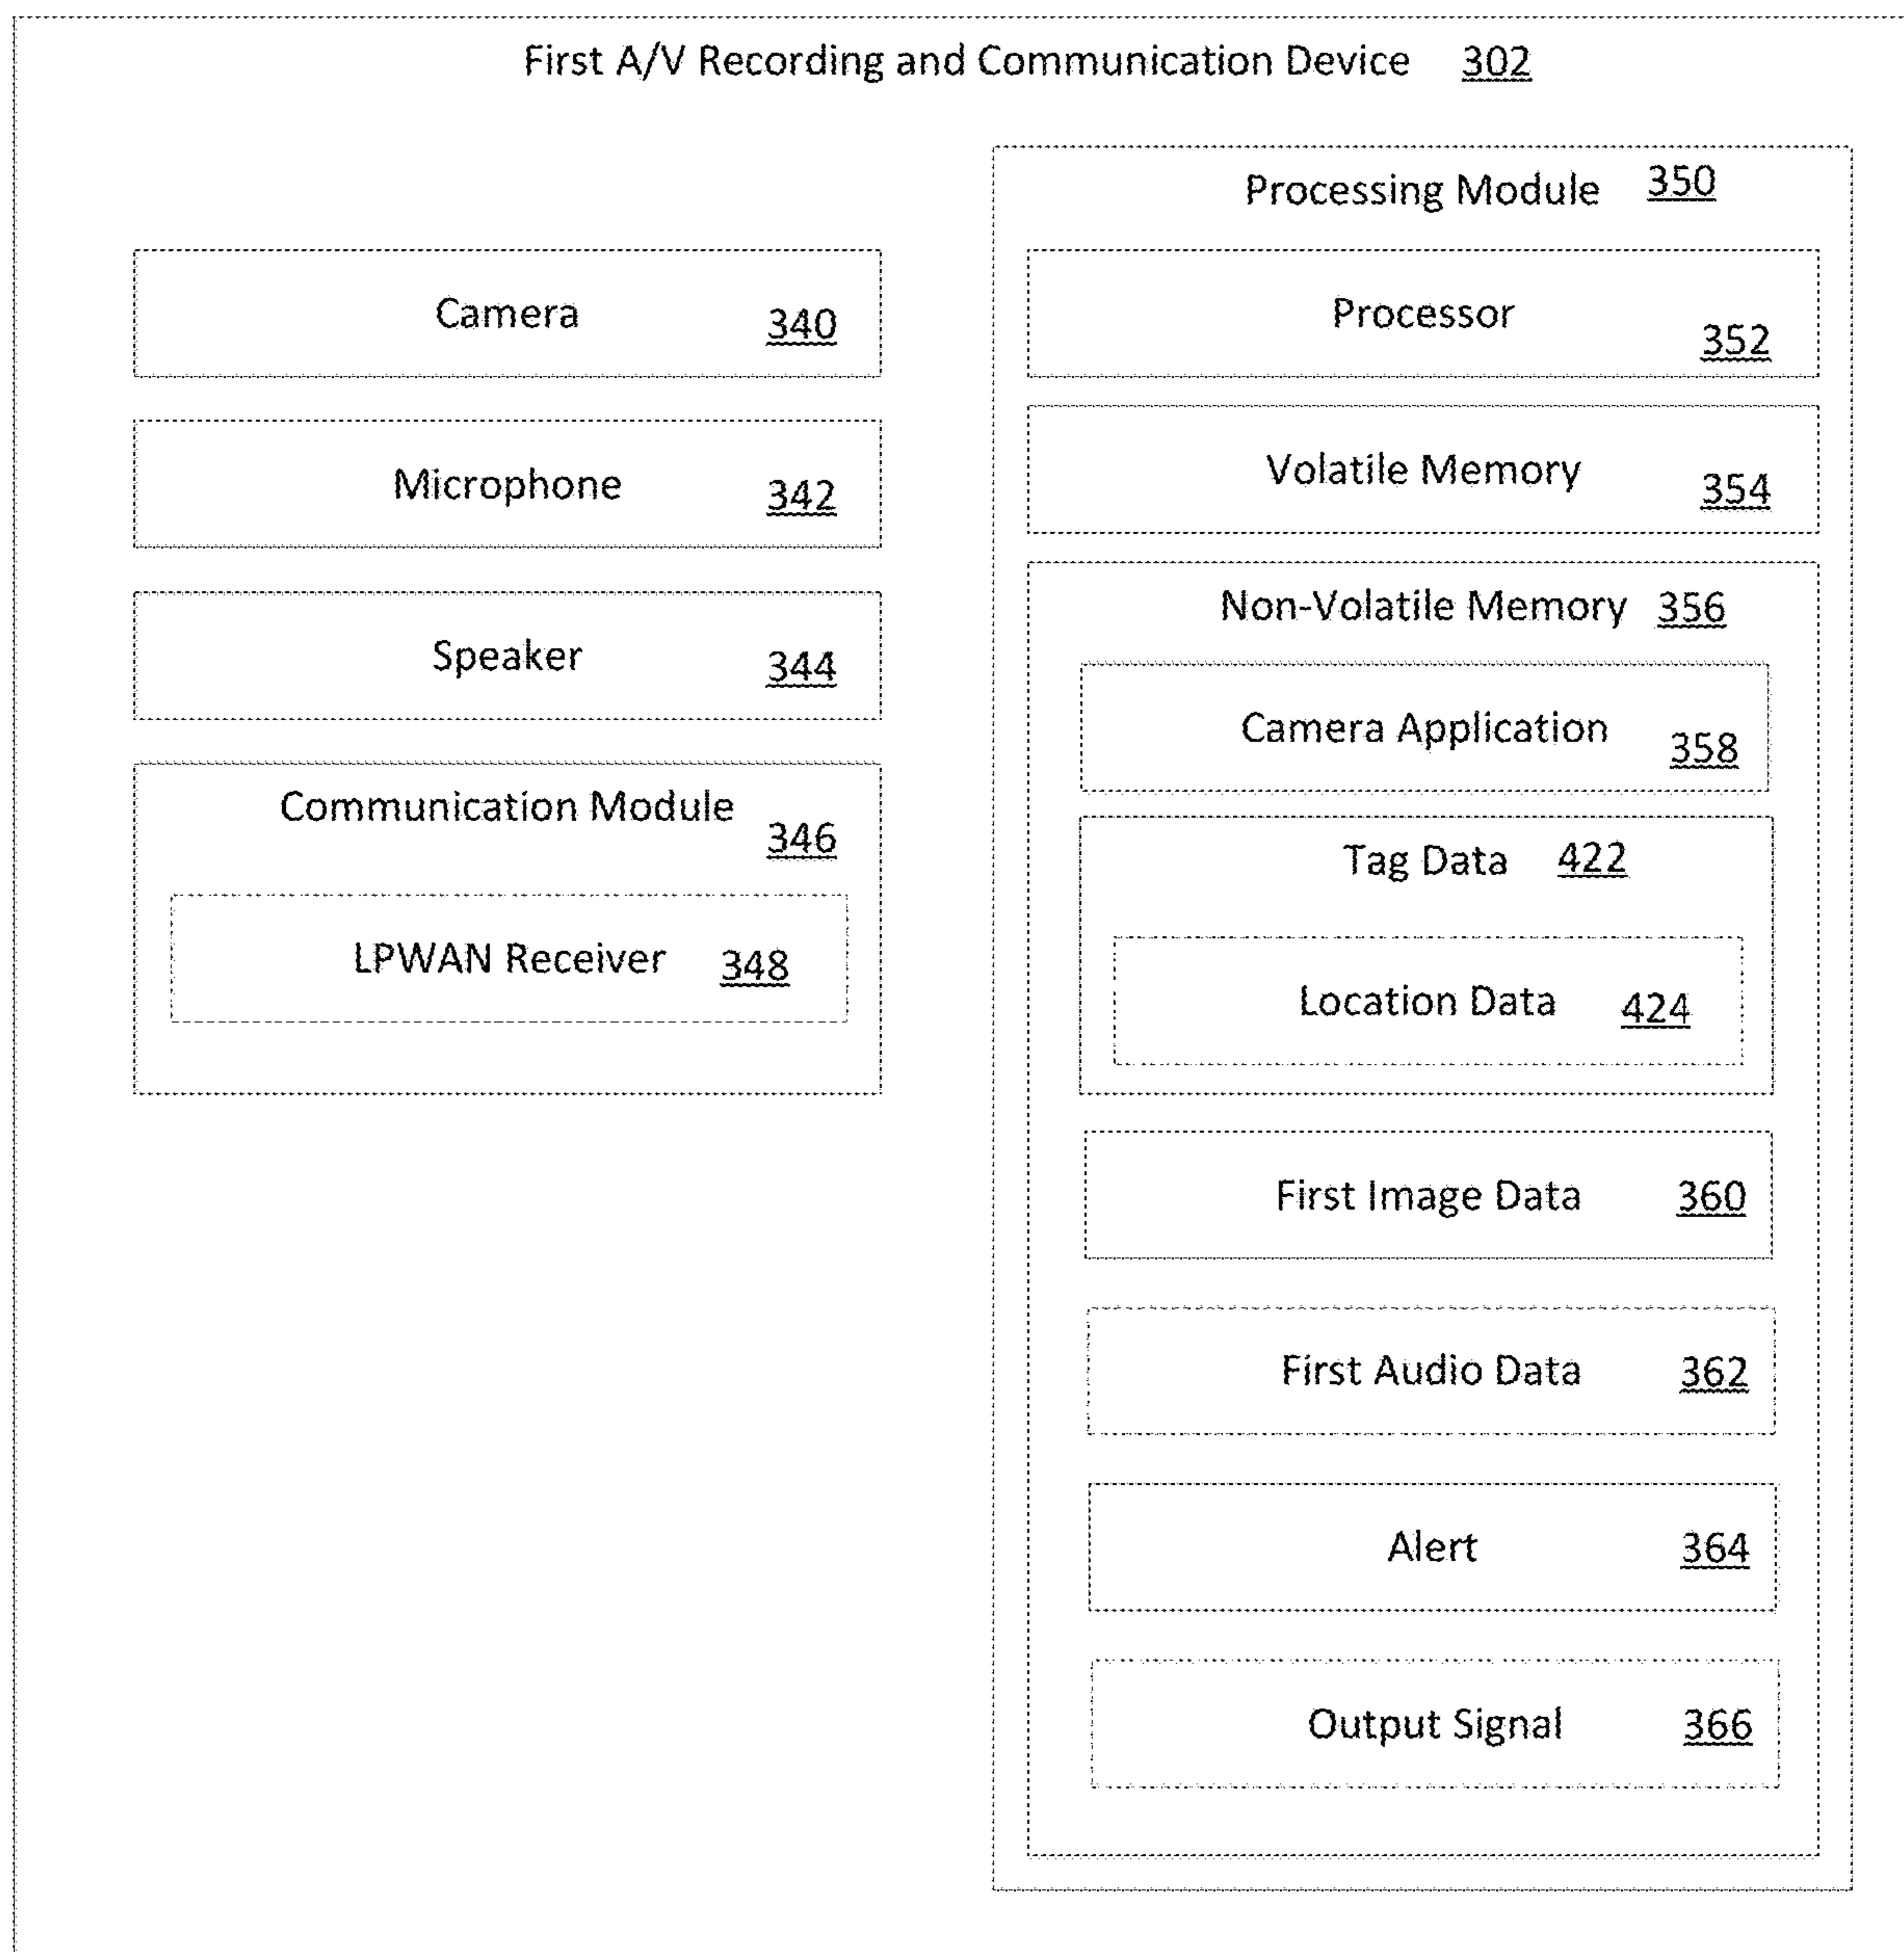 First A/V Recording and Communication Device 302
Camera 340
Microphone 342
Speaker 344
Communication Module 346
LPWAN Receiver 348
Processing Module 350
Processor 352
Volatile Memory 354
Non-Volatile Memory 356
Camera Application 358
Tag Data 422
Location Data 424
First Image Data 360
First Audio Data 362
Alert 364
Output Signal 366